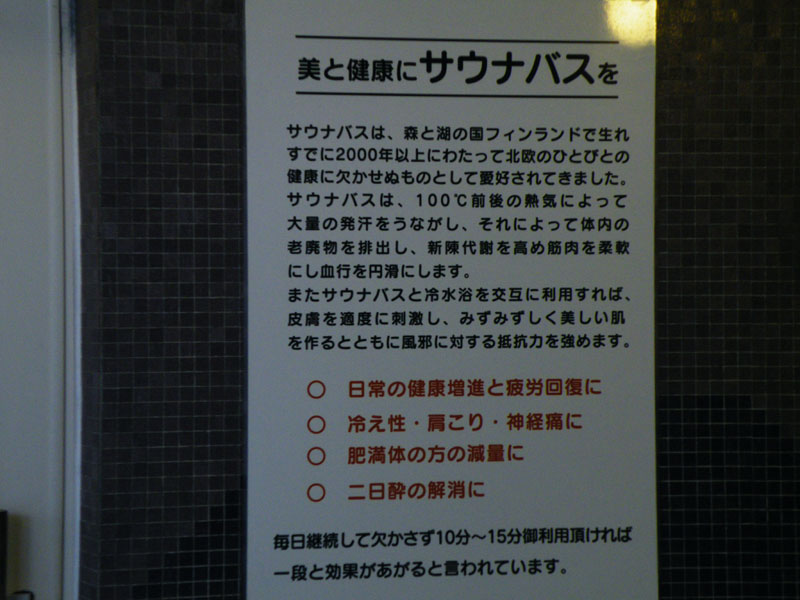 美と健康にサウナバスを
サウナバスは、森と湖の国フィンランドで生れ
すでに2000年以上にわたって北欧のひとびとの
健康に欠かせぬものとして愛好されてきました。
サウナバスは、100℃前後の熱気によって
大量の発汗をうながし、それによって体内の
老廃物を排出し、新陳代謝を高め筋肉を柔軟
にし血行を円滑にします。
またサウナバスと冷水浴を交互に利用すれば、
皮膚を適度に刺激し、みずみずしく美しい肌
を作るとともに風邪に対する抵抗力を強めます。
○ 日常の健康増進と疲労回復に
○ 冷え性・肩こり・神経痛に
○ 肥満体の方の減量に
○ 二日酔の解消に
毎日継続して欠かさず10分〜15分御利用頂ければ
一段と効果があがると言われています。